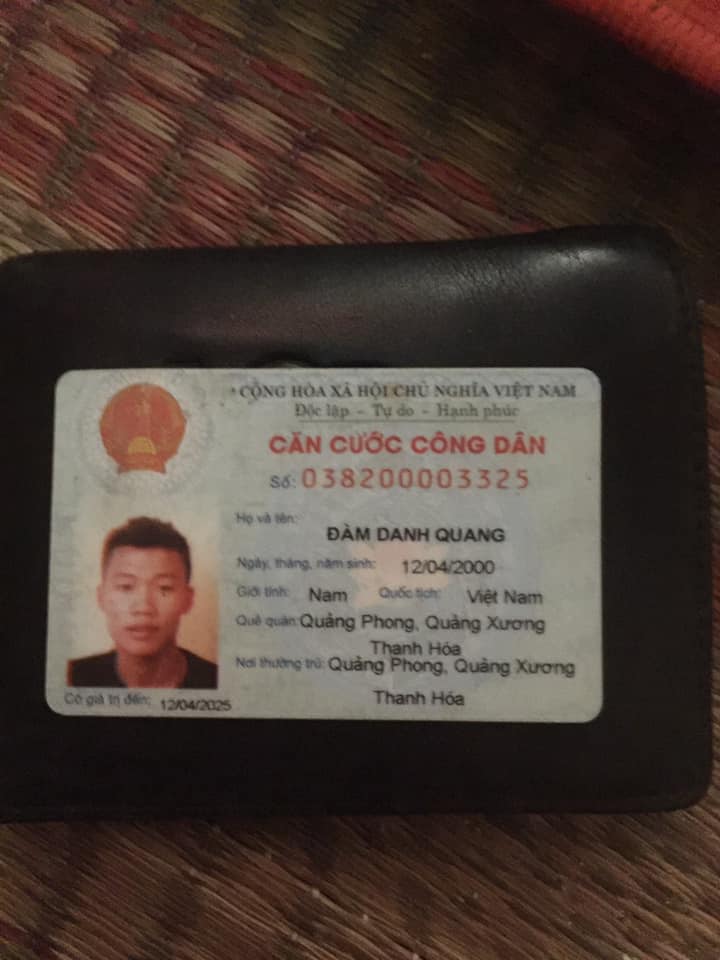 CỘNG HÒA XÃ HỘI CHỦ NGHĨA VIỆT NAM
Độc lập - Tự do - Hạnh phúc
CĂN CƯỚC CÔNG DÂN
Số: 038200003325
Họ và tên:
ĐÀM DANH QUANG
Ngày, tháng, năm sinh: 12/04/2000
Giới tính: Nam Quốc tịch: Việt Nam
Quê quán: Quảng Phong, Quảng Xương
Thanh Hóa
Nơi thường trú: Quảng Phong, Quảng Xương
Thanh Hóa
Có giá trị đến: 12/04/2025